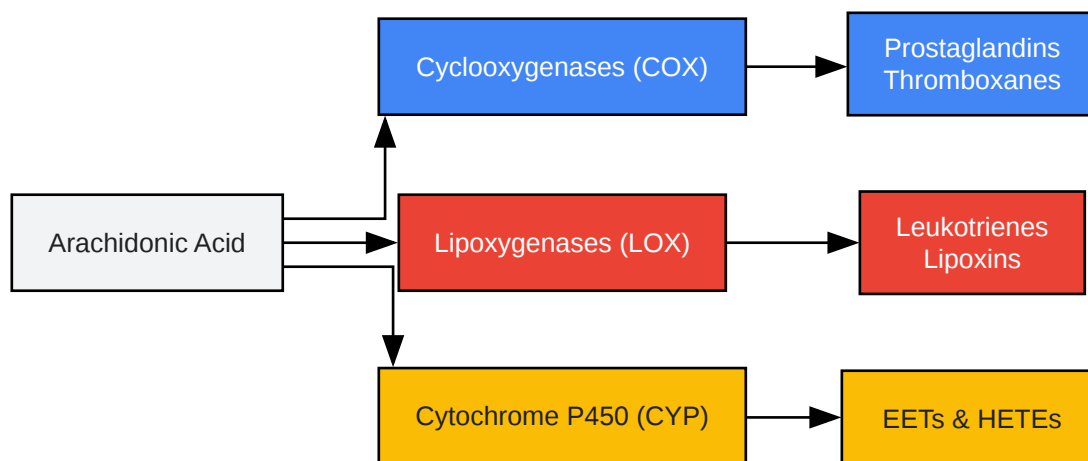 Cyclooxygenases (COX)
Prostaglandins
Thromboxanes
Arachidonic Acid
Lipoxygenases (LOX)
Leukotrienes
Lipoxins
Cytochrome P450 (CYP)
EETs & HETEs